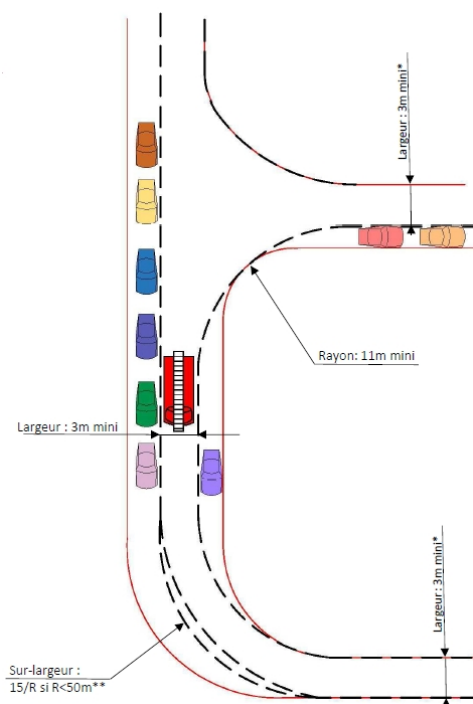 Largeur : 3m mini*
Rayon: 11m mini
Largeur : 3m mini
Largeur : 3m mini*
Sur-largeur :
15/R si R<50m**